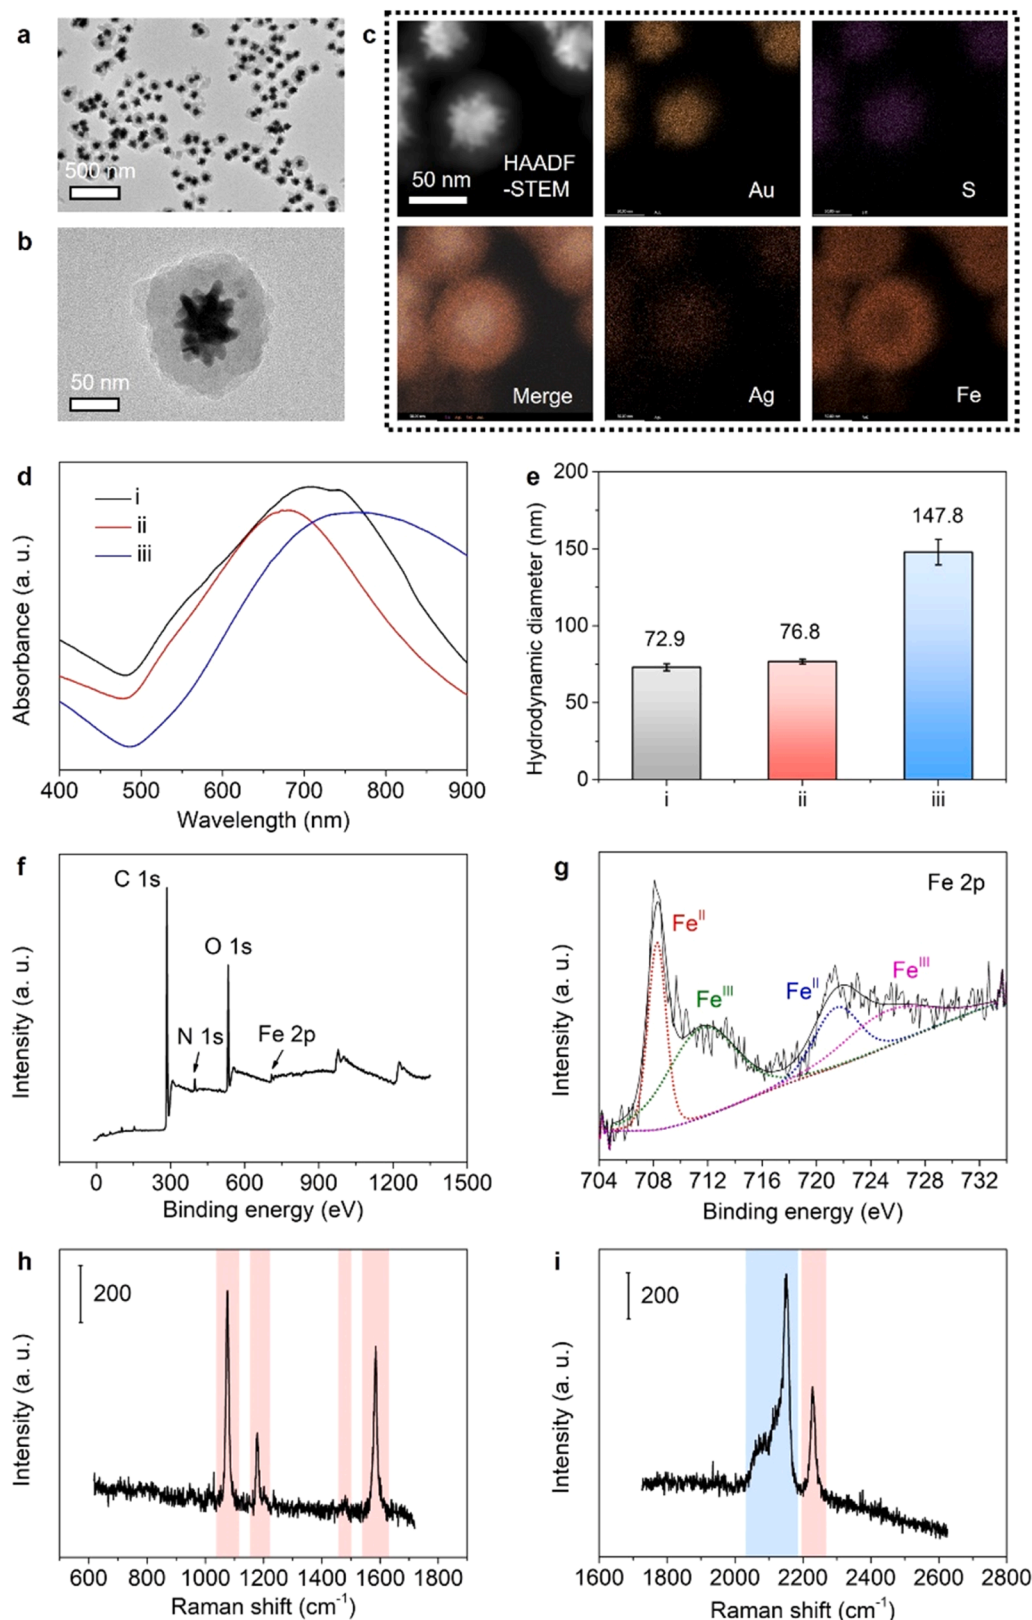 a
500 nm
b
50 nm
c
50 nm
HAADF
-STEM
Au
S
Merge
Ag
Fe
d
i
ii
iii
Absorbance (a. u.)
400 500 600 700 800 900
Wavelength (nm)
e
Hydrodynamic diameter (nm)
200
150
100
50
0
72.9
76.8
147.8
i ii iii
f
C 1s
O 1s
N 1s
Fe 2p
Intensity (a. u.)
0 300 600 900 1200 1500
Binding energy (eV)
g
Fe 2p
Fe^II
Fe^III
Fe^II
Fe^III
Intensity (a. u.)
704 708 712 716 720 724 728 732
Binding energy (eV)
h
200
Intensity (a. u.)
600 800 1000 1200 1400 1600 1800
Raman shift (cm⁻¹)
i
200
Intensity (a. u.)
1600 1800 2000 2200 2400 2600 2800
Raman shift (cm⁻¹)